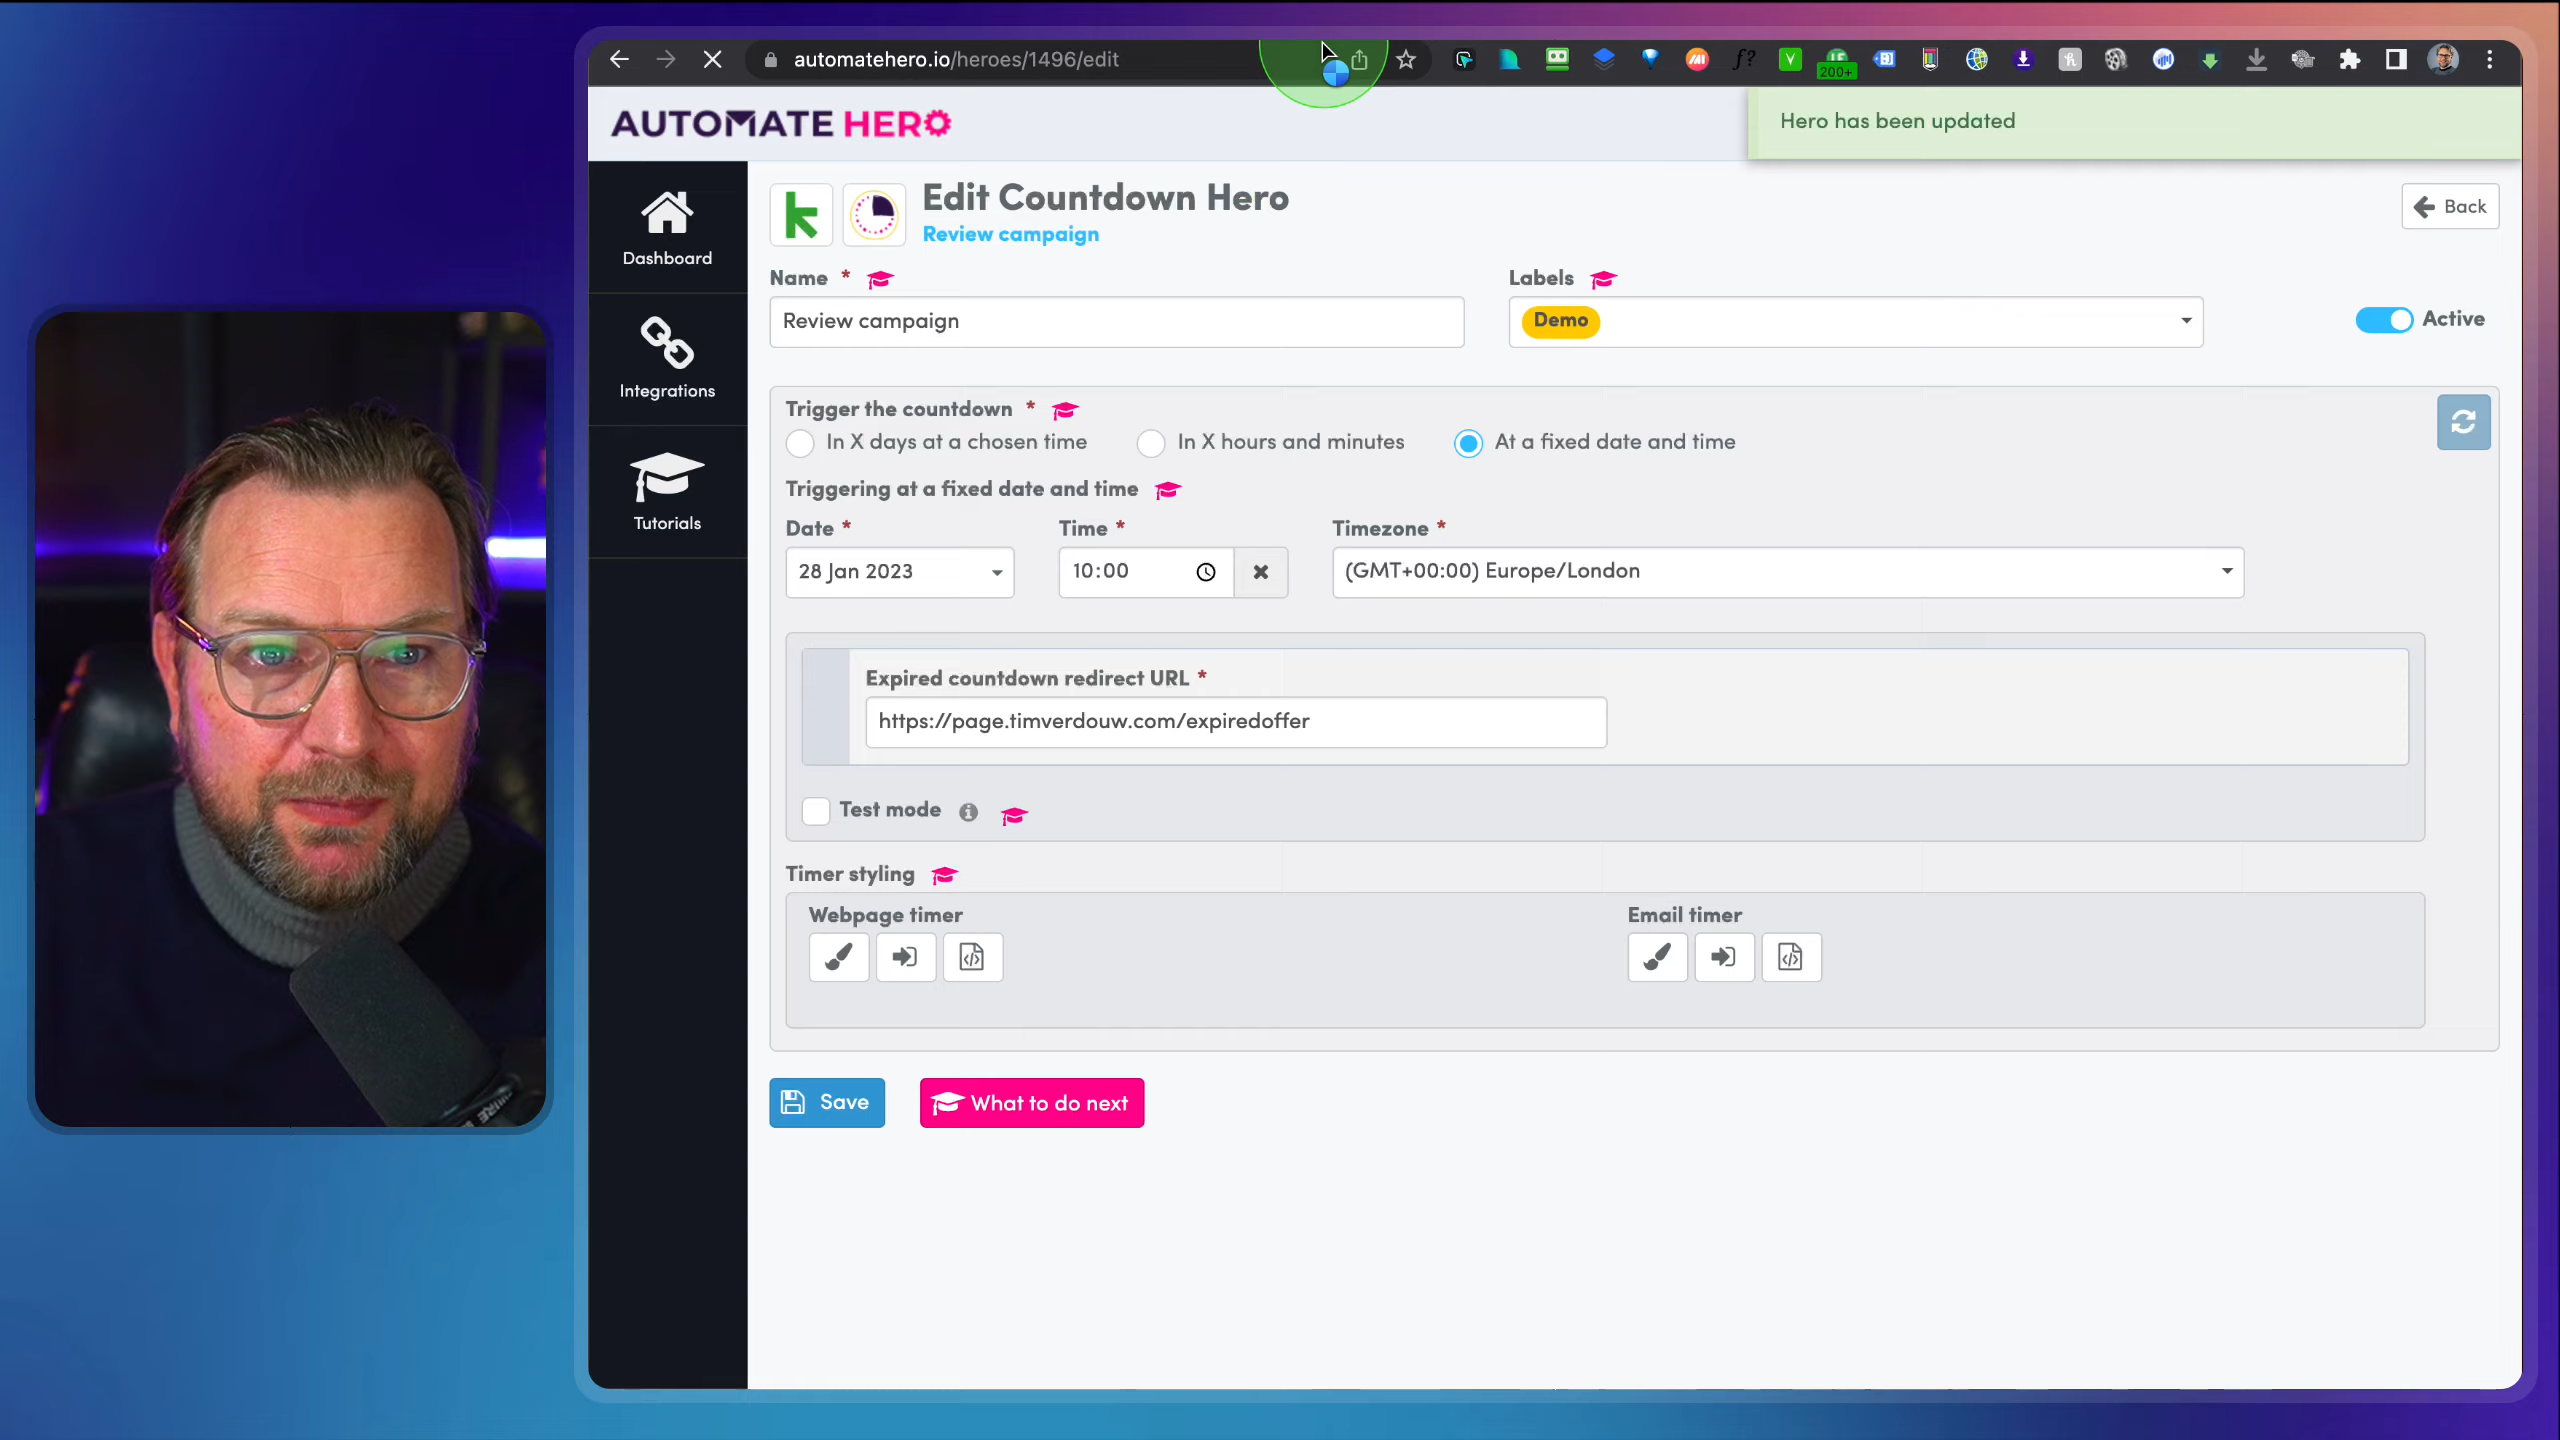 automatehero.io/heroes/1496/edit
200+
AUTOMATE HERO
Hero has been updated
Dashboard
Integrations
Tutorials
Edit Countdown Hero
Review campaign
Back
Name *
Labels
Review campaign
Demo
Active
Trigger the countdown *
In X days at a chosen time
In X hours and minutes
At a fixed date and time
Triggering at a fixed date and time
Date *
Time *
Timezone *
28 Jan 2023
10:00
(GMT+00:00) Europe/London
Expired countdown redirect URL *
https://page.timverdouw.com/expiredoffer
Test mode
Timer styling
Webpage timer
Email timer
Save
What to do next